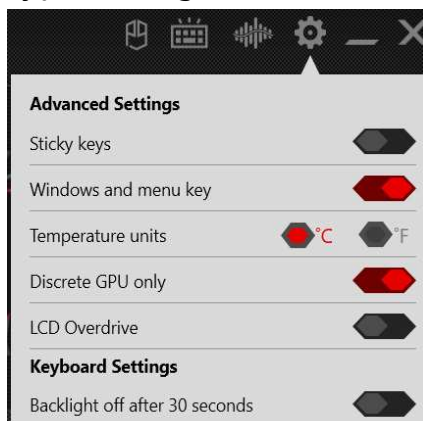 Advanced Settings
Sticky keys
Windows and menu key
Temperature units °C °F
Discrete GPU only
LCD Overdrive
Keyboard Settings
Backlight off after 30 seconds